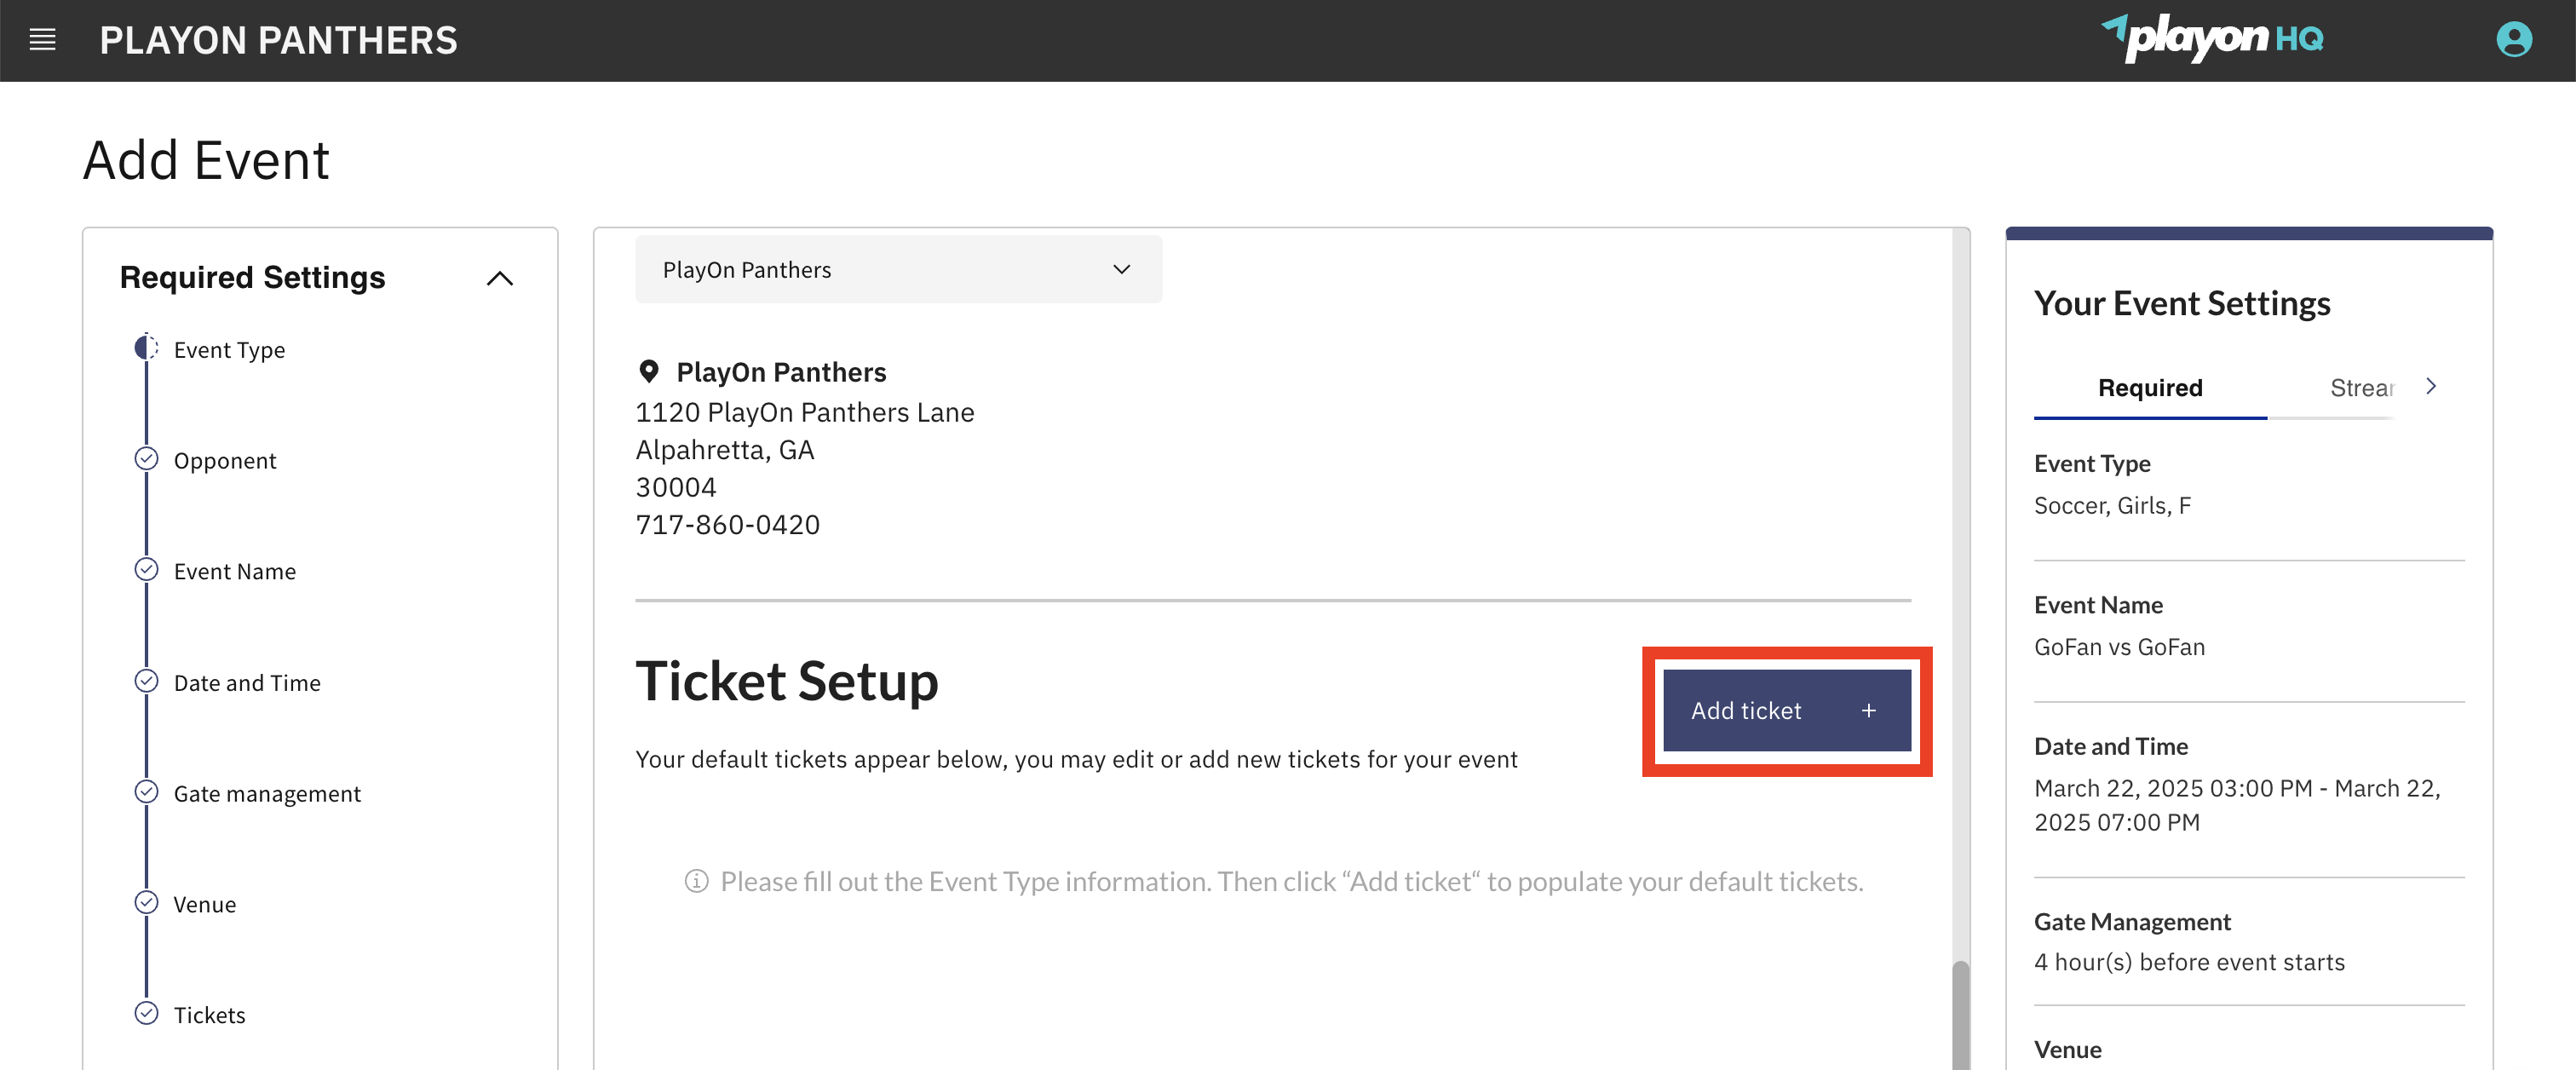 PLAYON PANTHERS
playon HQ
Add Event
Required Settings
Event Type
Opponent
Event Name
Date and Time
Gate management
Venue
Tickets
PlayOn Panthers
PlayOn Panthers
1120 PlayOn Panthers Lane
Alpahretta, GA
30004
717-860-0420
Ticket Setup
Add ticket +
Your default tickets appear below, you may edit or add new tickets for your event
Please fill out the Event Type information. Then click “Add ticket“ to populate your default tickets.
Your Event Settings
Required
Event Type
Soccer, Girls, F
Event Name
GoFan vs GoFan
Date and Time
March 22, 2025 03:00 PM - March 22,
2025 07:00 PM
Gate Management
4 hour(s) before event starts
Venue